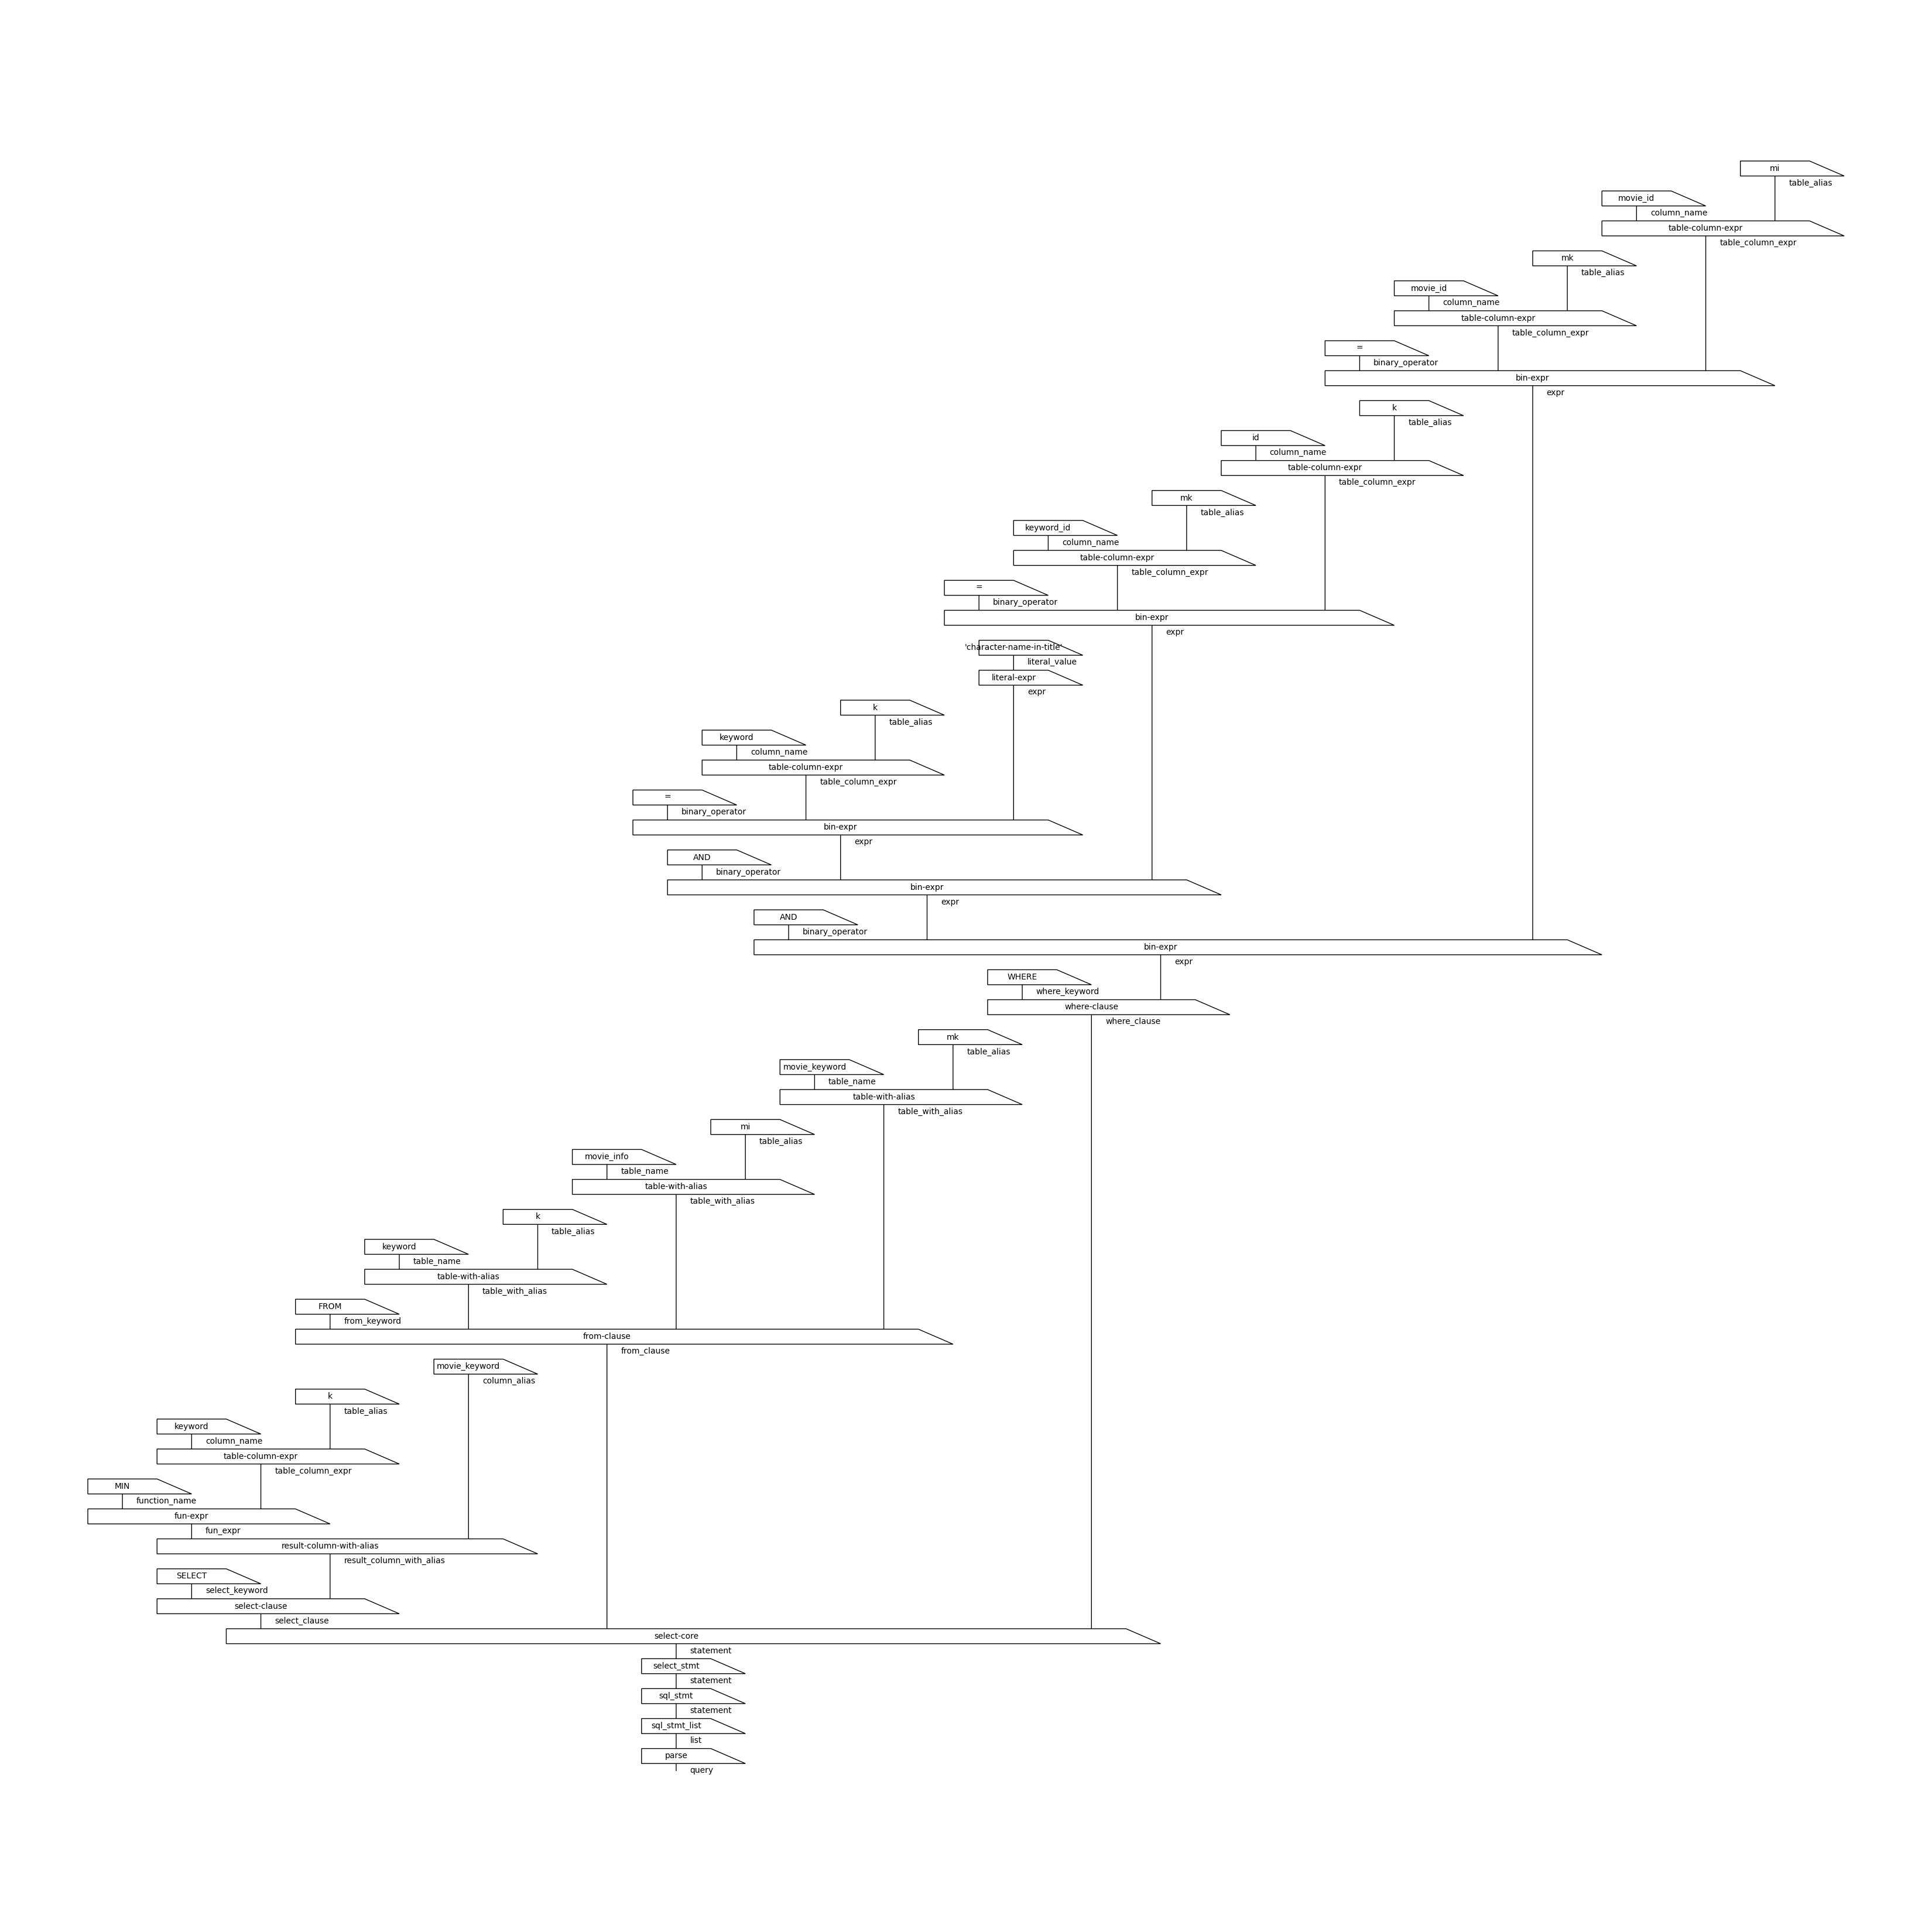 mi
table_alias
movie_id
column_name
table-column-expr
table_column_expr
mk
table_alias
movie_id
column_name
table-column-expr
table_column_expr
=
binary_operator
bin-expr
expr
k
table_alias
id
column_name
table-column-expr
table_column_expr
mk
table_alias
keyword_id
column_name
table-column-expr
table_column_expr
=
binary_operator
bin-expr
expr
'character-name-in-title'
literal_value
literal-expr
expr
k
table_alias
keyword
column_name
table-column-expr
table_column_expr
=
binary_operator
bin-expr
expr
AND
binary_operator
bin-expr
expr
AND
binary_operator
bin-expr
expr
WHERE
where_keyword
where-clause
where_clause
mk
table_alias
movie_keyword
table_name
table-with-alias
table_with_alias
mi
table_alias
movie_info
table_name
table-with-alias
table_with_alias
k
table_alias
keyword
table_name
table-with-alias
table_with_alias
FROM
from_keyword
from-clause
from_clause
movie_keyword
column_alias
k
table_alias
keyword
column_name
table-column-expr
table_column_expr
MIN
function_name
fun-expr
fun_expr
result-column-with-alias
result_column_with_alias
SELECT
select_keyword
select-clause
select_clause
select-core
statement
select_stmt
statement
sql_stmt
statement
sql_stmt_list
list
parse
query